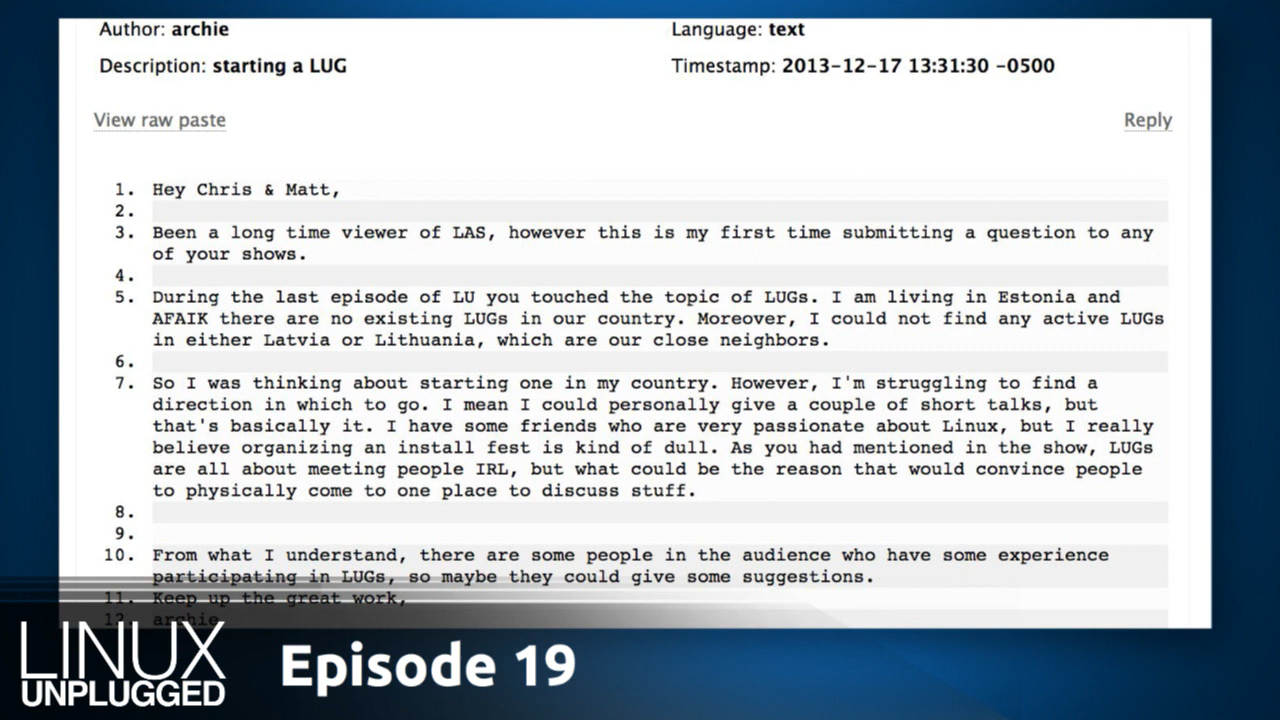 Author: archie
Language: text
Description: starting a LUG
Timestamp: 2013-12-17 13:31:30 -0500
View raw paste
Reply
1. Hey Chris & Matt,
2.
3. Been a long time viewer of LAS, however this is my first time submitting a question to any
of your shows.
4.
5. During the last episode of LU you touched the topic of LUGs. I am living in Estonia and
AFAIK there are no existing LUGs in our country. Moreover, I could not find any active LUGs
in either Latvia or Lithuania, which are our close neighbors.
6.
7. So I was thinking about starting one in my country. However, I'm struggling to find a
direction in which to go. I mean I could personally give a couple of short talks, but
that's basically it. I have some friends who are very passionate about Linux, but I really
believe organizing an install fest is kind of dull. As you had mentioned in the show, LUGs
are all about meeting people IRL, but what could be the reason that would convince people
to physically come to one place to discuss stuff.
8.
9.
10. From what I understand, there are some people in the audience who have some experience
participating in LUGs, so maybe they could give some suggestions.
11. Keep up the great work,
12. archie
LINUX
UNPLUGGED
Episode 19